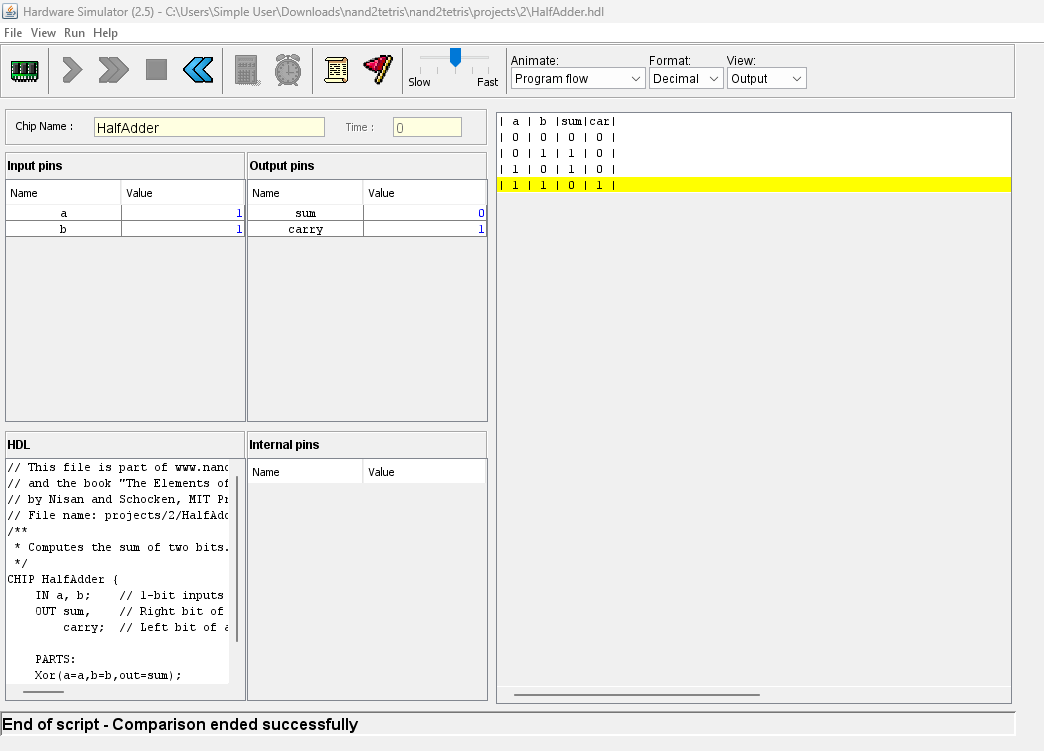 Hardware Simulator (2.5) - C:\Users\Simple User\Downloads\nand2tetris\nand2tetris\projects\2\HalfAdder.hdl
File View Run Help
Slow Fast
Animate: Format: View:
Program flow Decimal Output
Chip Name : HalfAdder Time : 0
Input pins
Name Value
a 1
b 1
Output pins
Name Value
sum 0
carry 1
| a | b |sum|car|
| 0 | 0 | 0 | 0 |
| 0 | 1 | 1 | 0 |
| 1 | 0 | 1 | 0 |
| 1 | 1 | 0 | 1 |
HDL
// This file is part of www.nand
// and the book "The Elements of
// by Nisan and Schocken, MIT Pr
// File name: projects/2/HalfAdd
/**
 * Computes the sum of two bits.
 */
CHIP HalfAdder {
    IN a, b;    // 1-bit inputs
    OUT sum,    // Right bit of
        carry;  // Left bit of a
    PARTS:
    Xor(a=a,b=b,out=sum);
Internal pins
Name Value
End of script - Comparison ended successfully